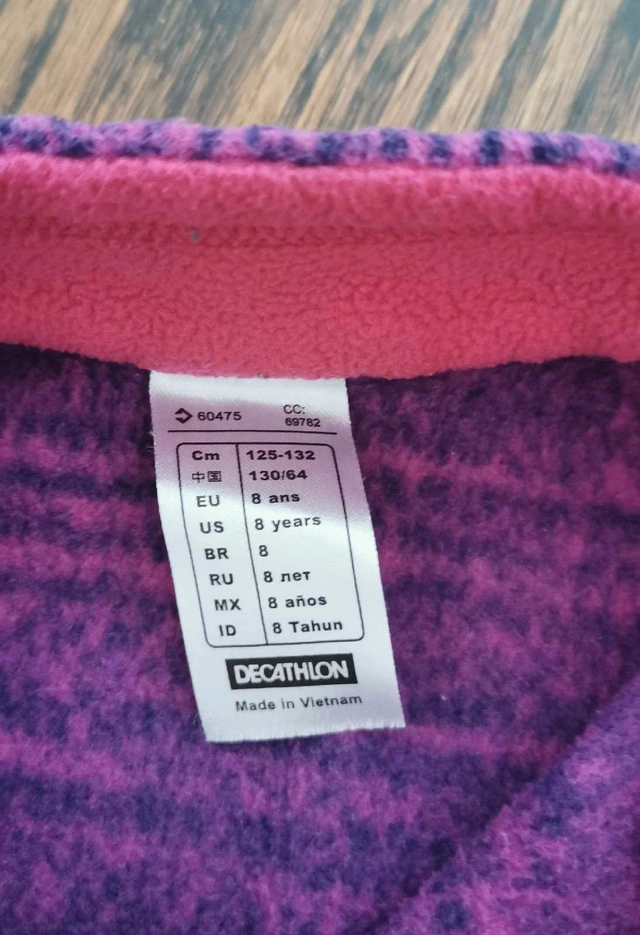 60475 CC: 69782
Cm 125-132
中国 130/64
EU 8 ans
US 8 years
BR 8
RU 8 лет
MX 8 años
ID 8 Tahun
DECATHLON
Made in Vietnam